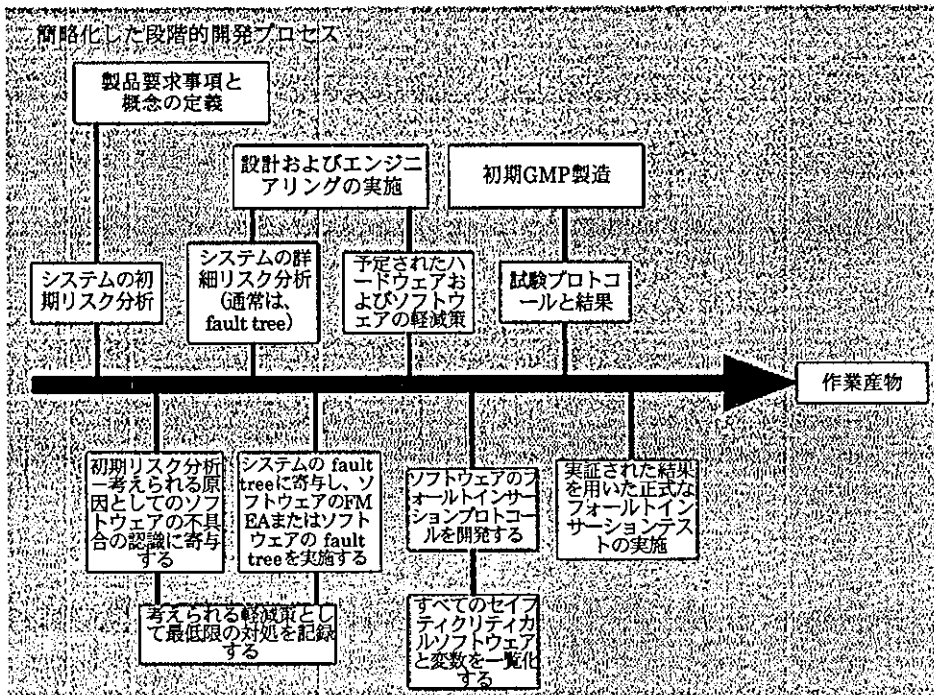 簡略化した段階的開発プロセス
製品要求事項と
概念の定義
設計およびエンジニ
アリングの実施
初期GMP製造
システムの初
期リスク分析
システムの詳
細リスク分析
(通常は、
fault tree)
予定されたハ
ードウェアお
よびソフトウ
ェアの軽減策
試験プロトコ
ールと結果
作業産物
初期リスク分析
−考えられる原
因としてのソフ
トウェアの不具
合の認識に寄与
する
システムの fault
treeに寄与し、ソ
フトウェアのFM
EAまたはソフト
ウェアの fault
treeを実施する
ソフトウェアのフ
ォールトインサー
ションプロトコー
ルを開発する
実証された結果
を用いた正式な
フォールトイン
サーションテス
トの実施
考えられる軽減策とし
て最低限の対処を記録
する
すべてのセイフ
ティクリティカ
ルソフトウェア
と変数を一覧化
する